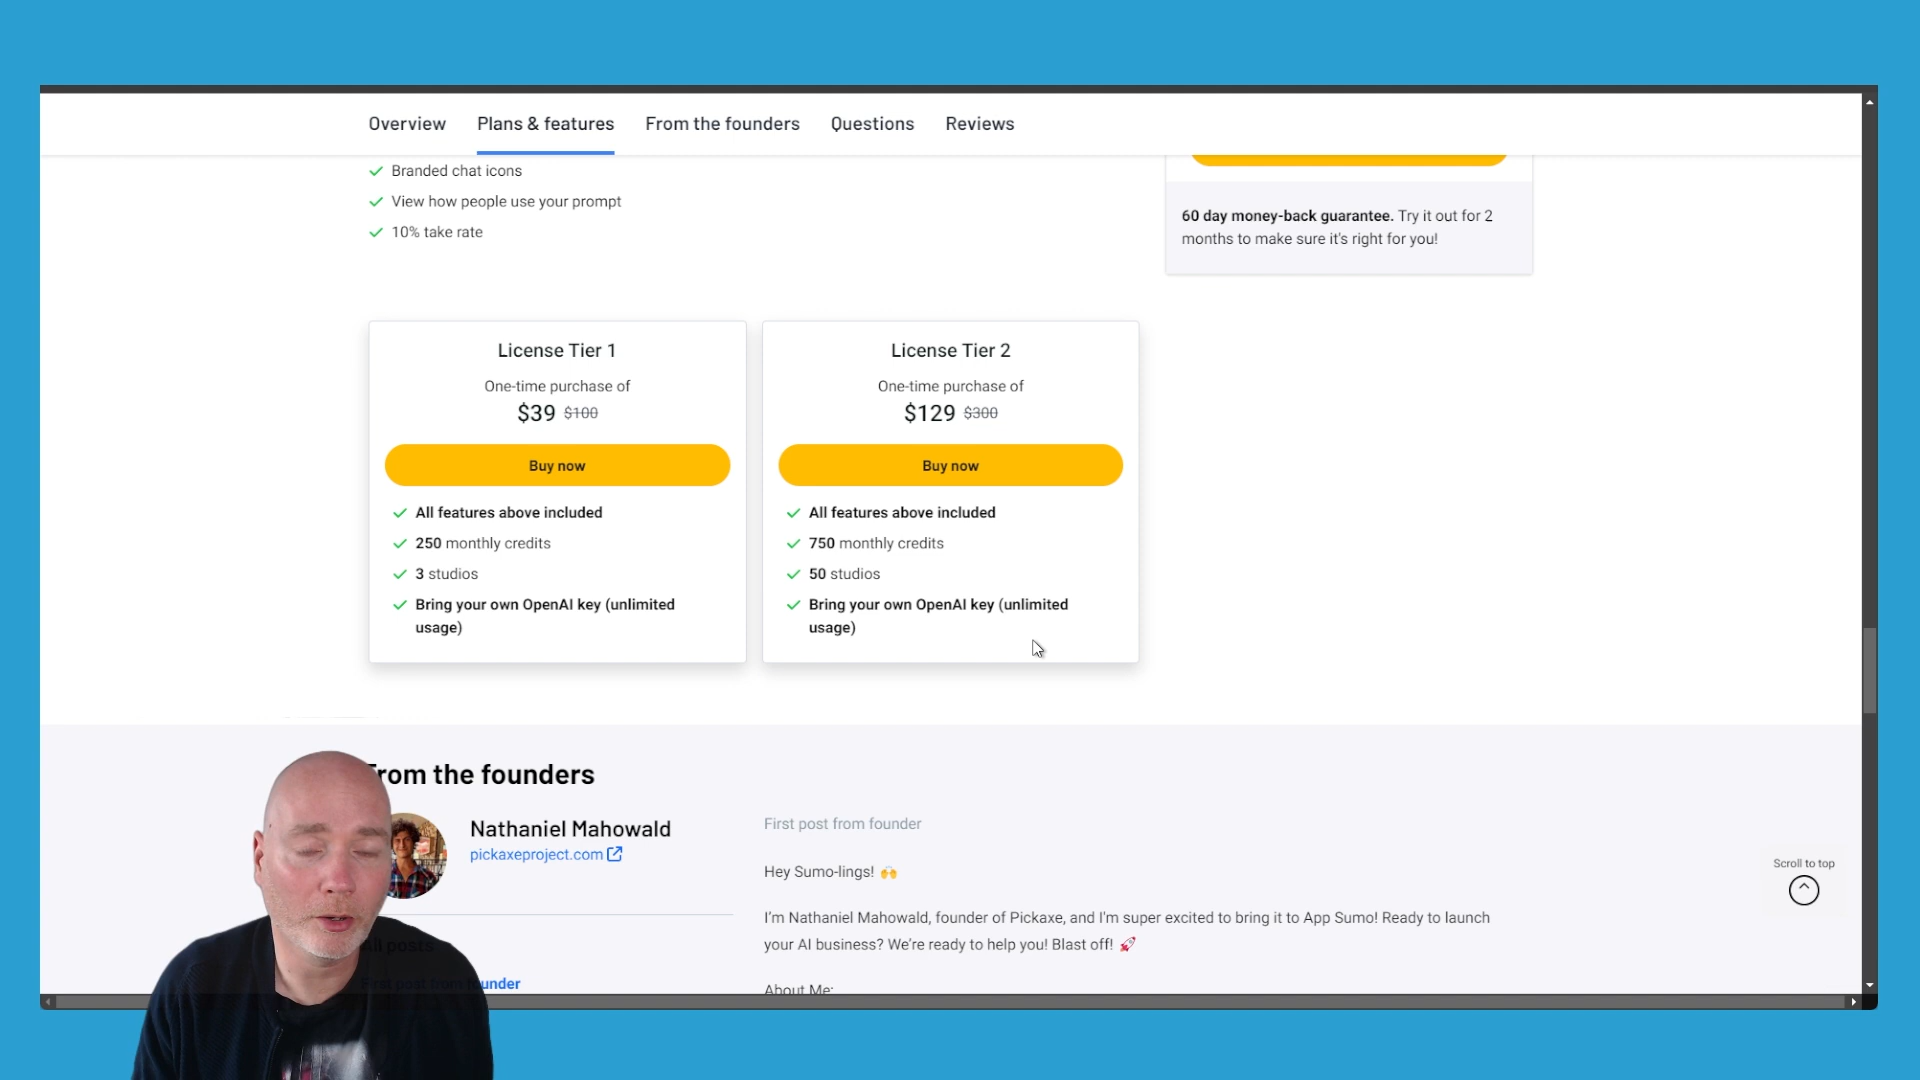 Overview Plans & features From the founders Questions Reviews
Branded chat icons
View how people use your prompt
10% take rate
60 day money-back guarantee. Try it out for 2
months to make sure it's right for you!
License Tier 1
One-time purchase of
$39 $100
Buy now
All features above included
250 monthly credits
3 studios
Bring your own OpenAI key (unlimited
usage)
License Tier 2
One-time purchase of
$129 $300
Buy now
All features above included
750 monthly credits
50 studios
Bring your own OpenAI key (unlimited
usage)
From the founders
Nathaniel Mahowald
pickaxeproject.com
All posts
First post from founder
First post from founder
Hey Sumo-lings!
I'm Nathaniel Mahowald, founder of Pickaxe, and I'm super excited to bring it to App Sumo! Ready to launch
your AI business? We're ready to help you! Blast off!
About Me:
Scroll to top